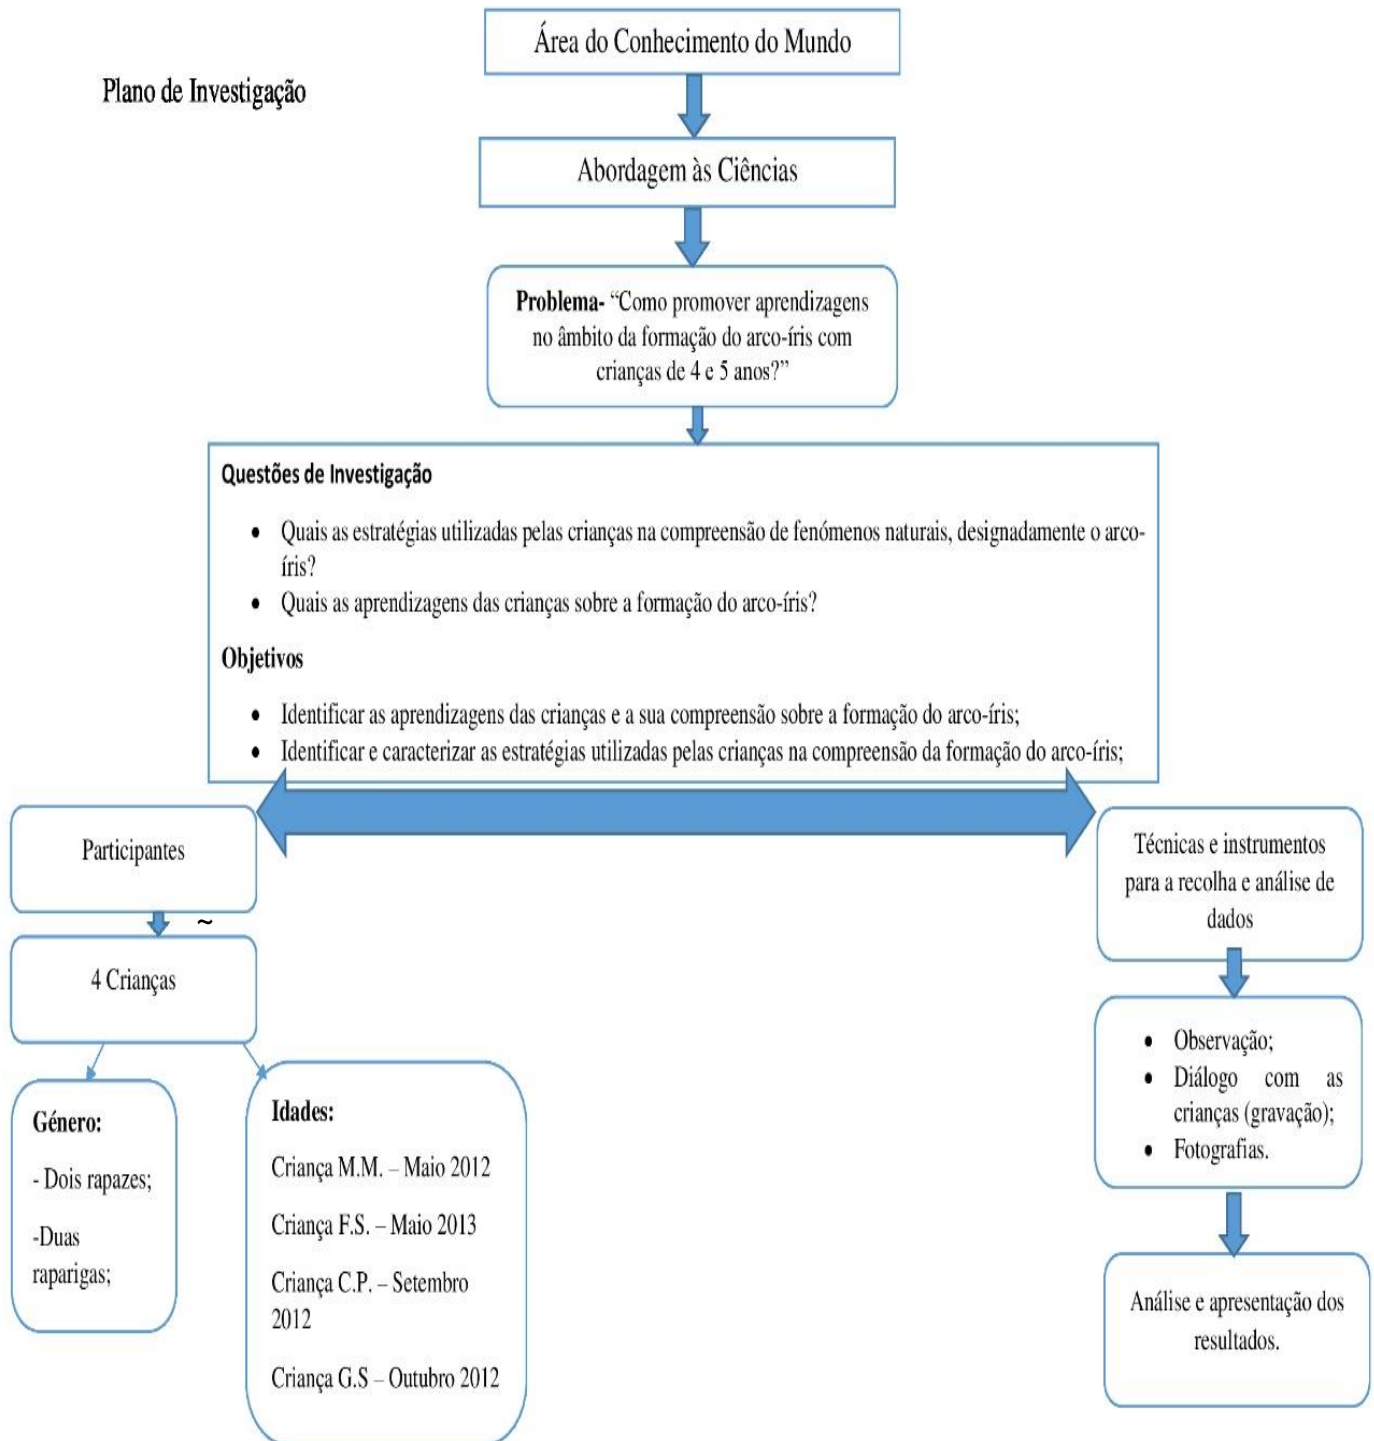 Área do Conhecimento do Mundo
Plano de Investigação
Abordagem às Ciências
Problema- “Como promover aprendizagens
no âmbito da formação do arco-íris com
crianças de 4 e 5 anos?”
Questões de Investigação
• Quais as estratégias utilizadas pelas crianças na compreensão de fenómenos naturais, designadamente o arco-
íris?
• Quais as aprendizagens das crianças sobre a formação do arco-íris?
Objetivos
• Identificar as aprendizagens das crianças e a sua compreensão sobre a formação do arco-íris;
• Identificar e caracterizar as estratégias utilizadas pelas crianças na compreensão da formação do arco-íris;
Participantes
~
4 Crianças
Género:
- Dois rapazes;
-Duas
raparigas;
Idades:
Criança M.M. – Maio 2012
Criança F.S. – Maio 2013
Criança C.P. – Setembro
2012
Criança G.S – Outubro 2012
Técnicas e instrumentos
para a recolha e análise de
dados
• Observação;
• Diálogo com as
crianças (gravação);
• Fotografias.
Análise e apresentação dos
resultados.